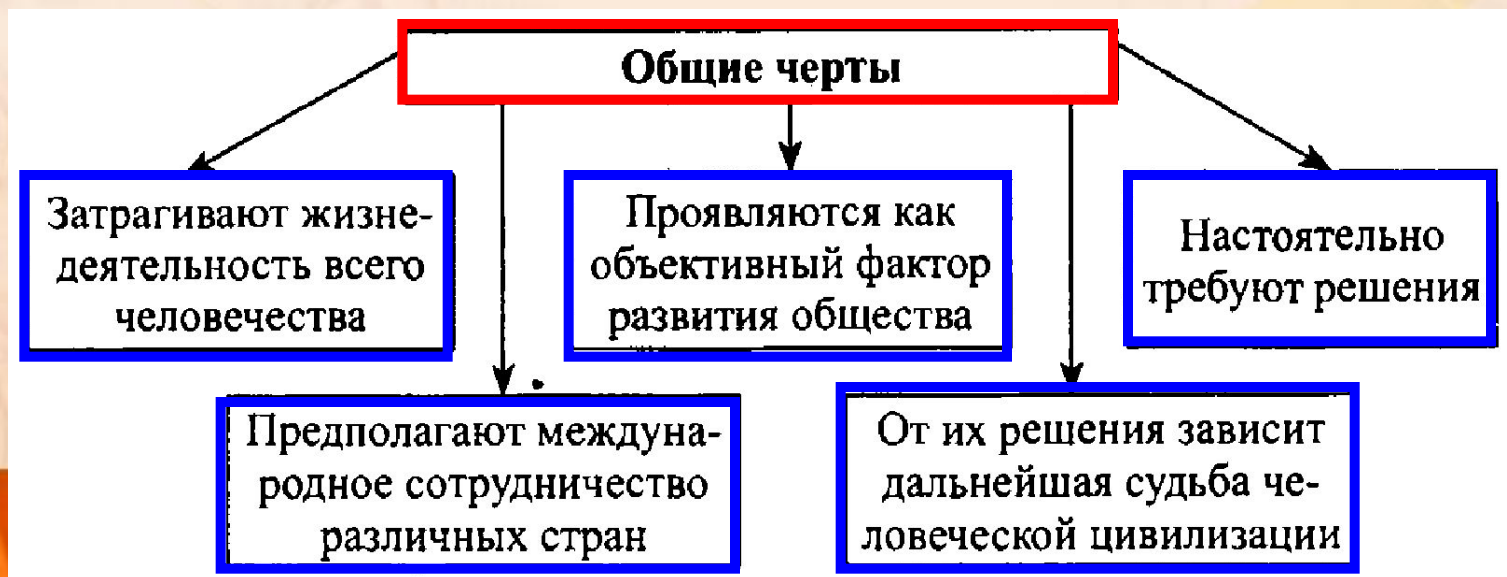 Общие черты
Затрагивают жизне-
деятельность всего
человечества
Проявляются как
объективный фактор
развития общества
Настоятельно
требуют решения
Предполагают междуна-
родное сотрудничество
различных стран
От их решения зависит
дальнейшая судьба че-
ловеческой цивилизации